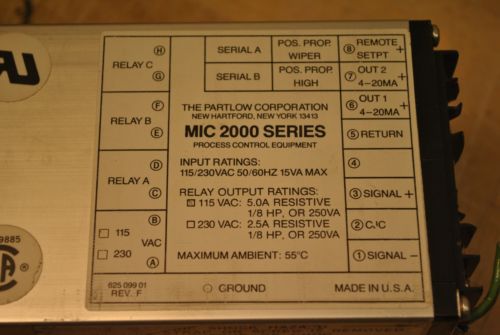 Ⓗ SERIAL A POS. PROP. WIPER ⑧ REMOTE SETPT +
RELAY C
Ⓖ SERIAL B POS. PROP. HIGH ⑦ OUT 2 4-20MA +
Ⓕ THE PARTLOW CORPORATION ⑥ OUT 1 4-20MA +
NEW HARTFORD, NEW YORK 13413
RELAY B
Ⓔ MIC 2000 SERIES ⑤ RETURN
PROCESS CONTROL EQUIPMENT
Ⓓ INPUT RATINGS: ④
115/230VAC 50/60HZ 15VA MAX
RELAY A
Ⓒ RELAY OUTPUT RATINGS: ③ SIGNAL +
115 VAC: 5.0A RESISTIVE
1/8 HP, OR 250VA
Ⓑ 230 VAC: 2.5A RESISTIVE ② CJC
1/8 HP, OR 250VA
115
VAC
230 Ⓐ MAXIMUM AMBIENT: 55°C ① SIGNAL -
625 099 01
REV. F
GROUND MADE IN U.S.A.
9885